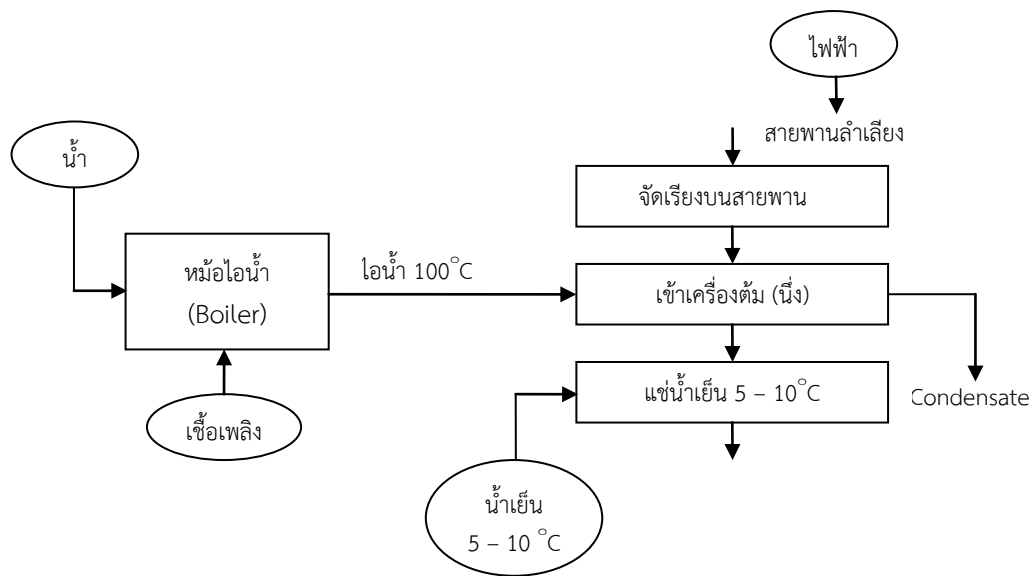 ไฟฟ้า
สายพานลำเลียง
น้ำ
จัดเรียงบนสายพาน
หม้อไอน้ำ
(Boiler)
ไอน้ำ 100°C
เข้าเครื่องต้ม (นึ่ง)
แช่น้ำเย็น 5 – 10°C
Condensate
เชื้อเพลิง
น้ำเย็น
5 – 10 °C